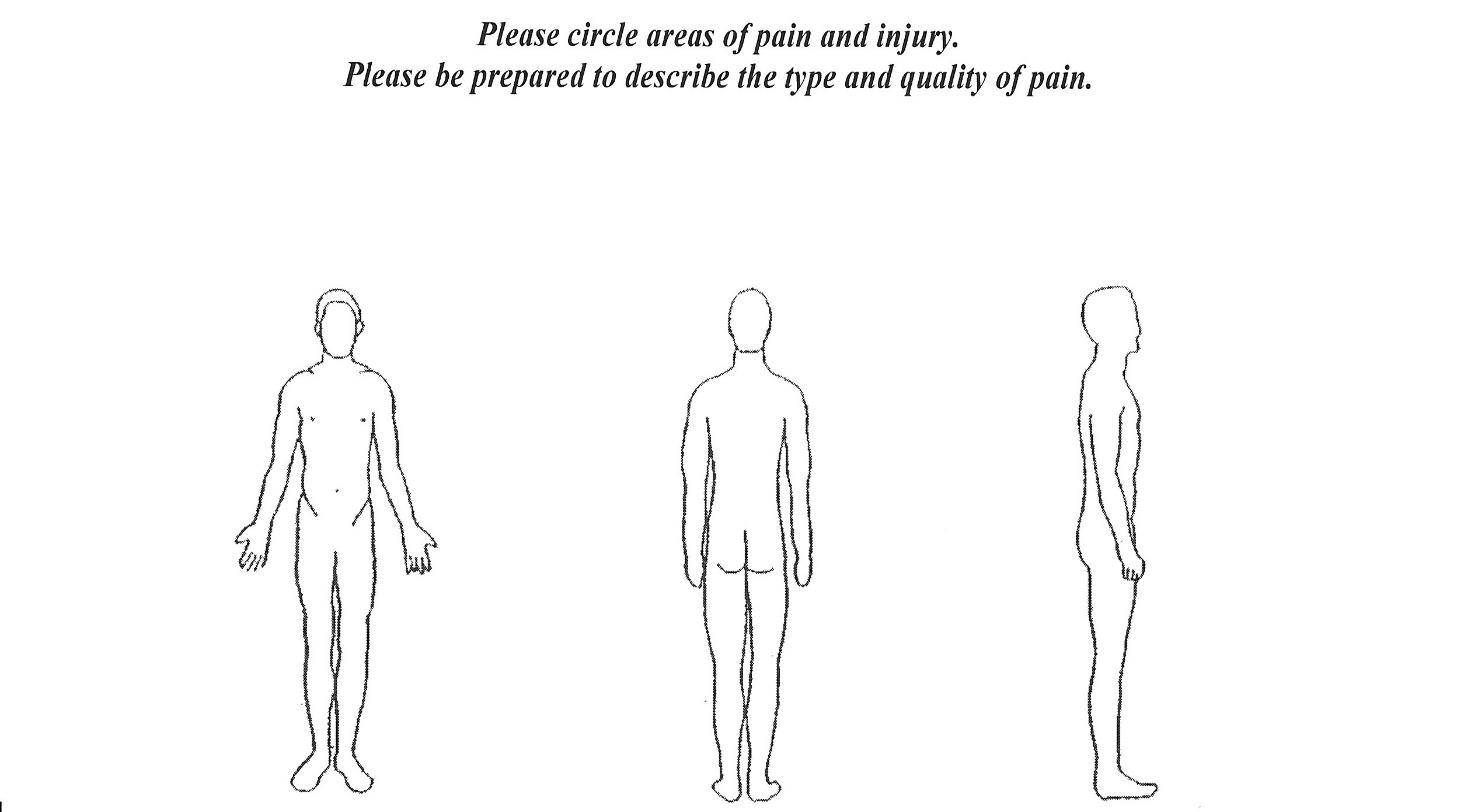 Please circle areas of pain and injury.
Please be prepared to describe the type and quality of pain.